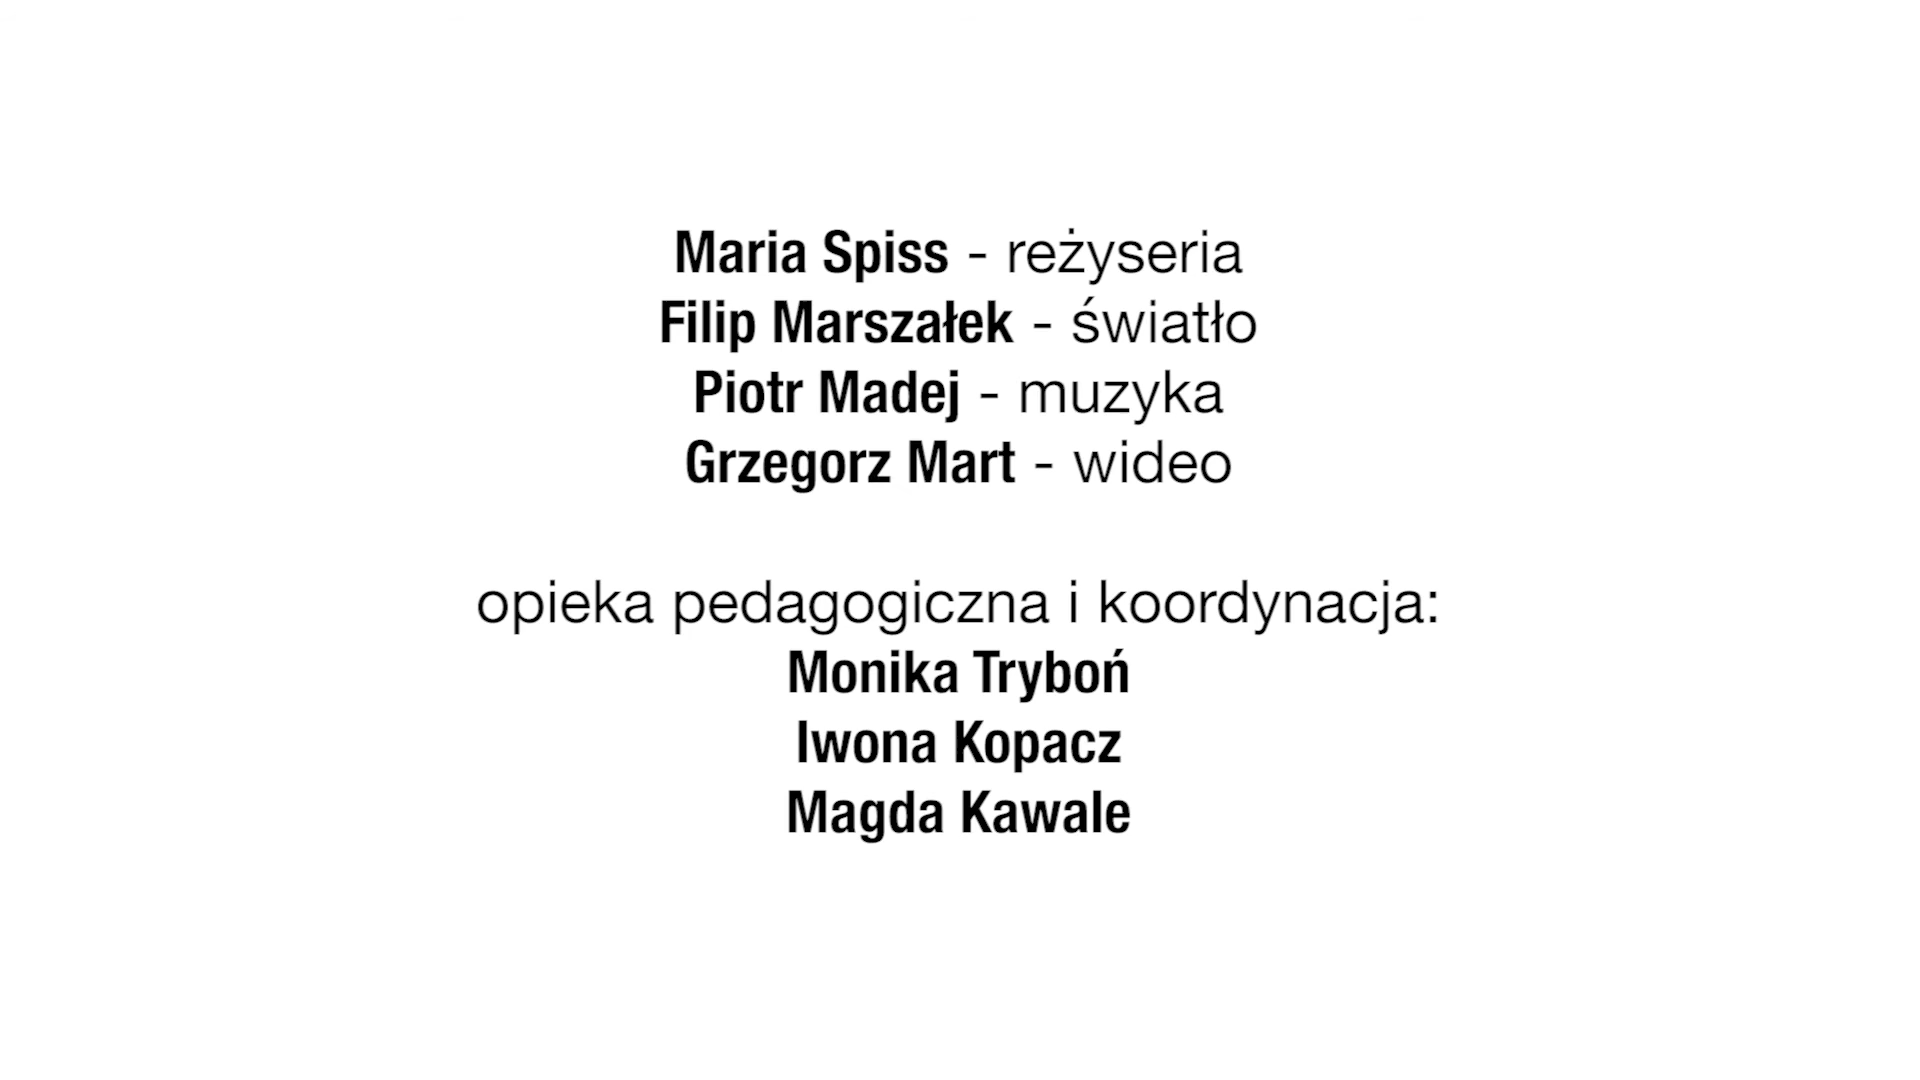 Maria Spiss - reżyseria
Filip Marszałek - światło
Piotr Madej - muzyka
Grzegorz Mart - wideo
opieka pedagogiczna i koordynacja:
Monika Tryboń
Iwona Kopacz
Magda Kawale